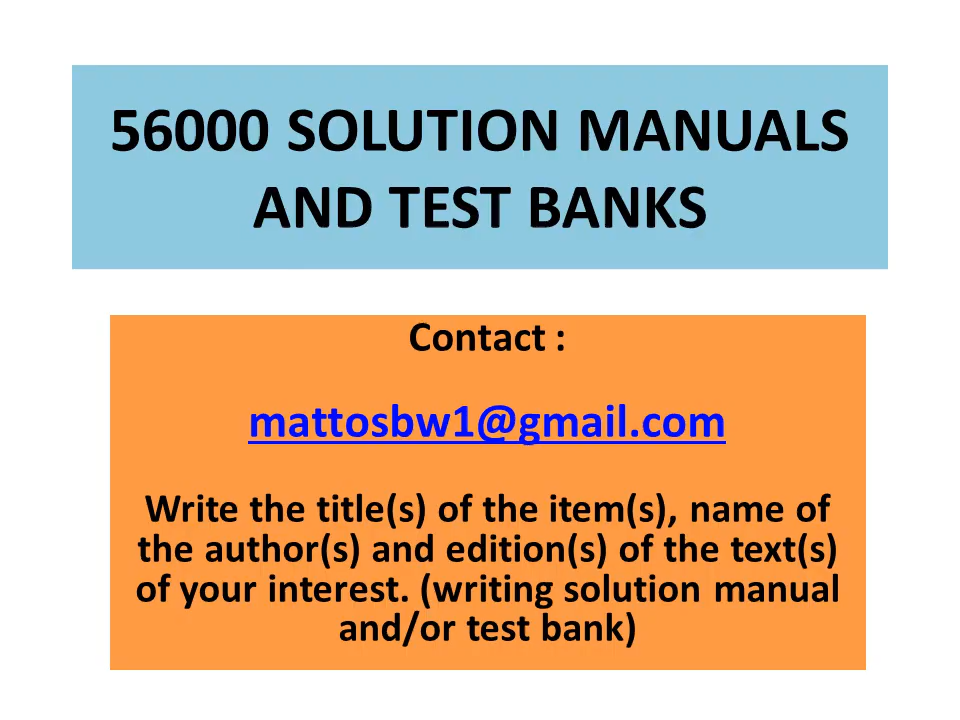 56000 SOLUTION MANUALS
AND TEST BANKS
Contact :
mattosbw1@gmail.com
Write the title(s) of the item(s), name of
the author(s) and edition(s) of the text(s)
of your interest. (writing solution manual
and/or test bank)